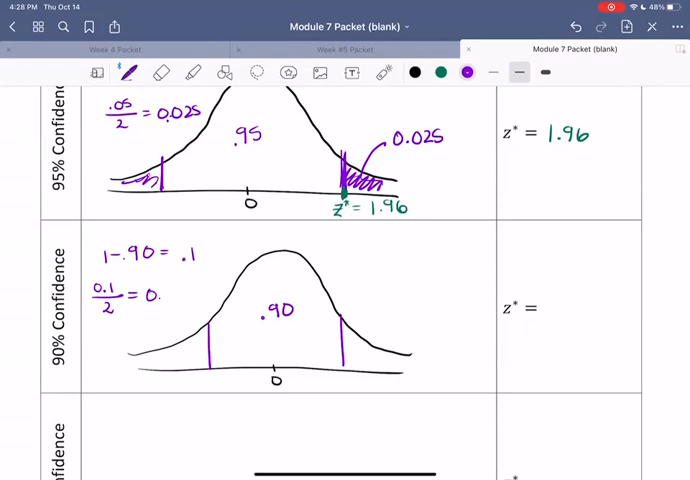 4:28 PM Thu Oct 14
48%
Module 7 Packet (blank)
Week 4 Packet
Week #5 Packet
Module 7 Packet (blank)
95% Confidence
.05/2 = 0.025
.95
0.025
0
z* = 1.96
z* = 1.96
90% Confidence
1-.90 = .1
0.1/2 = 0.
.90
0
z* =
fidence